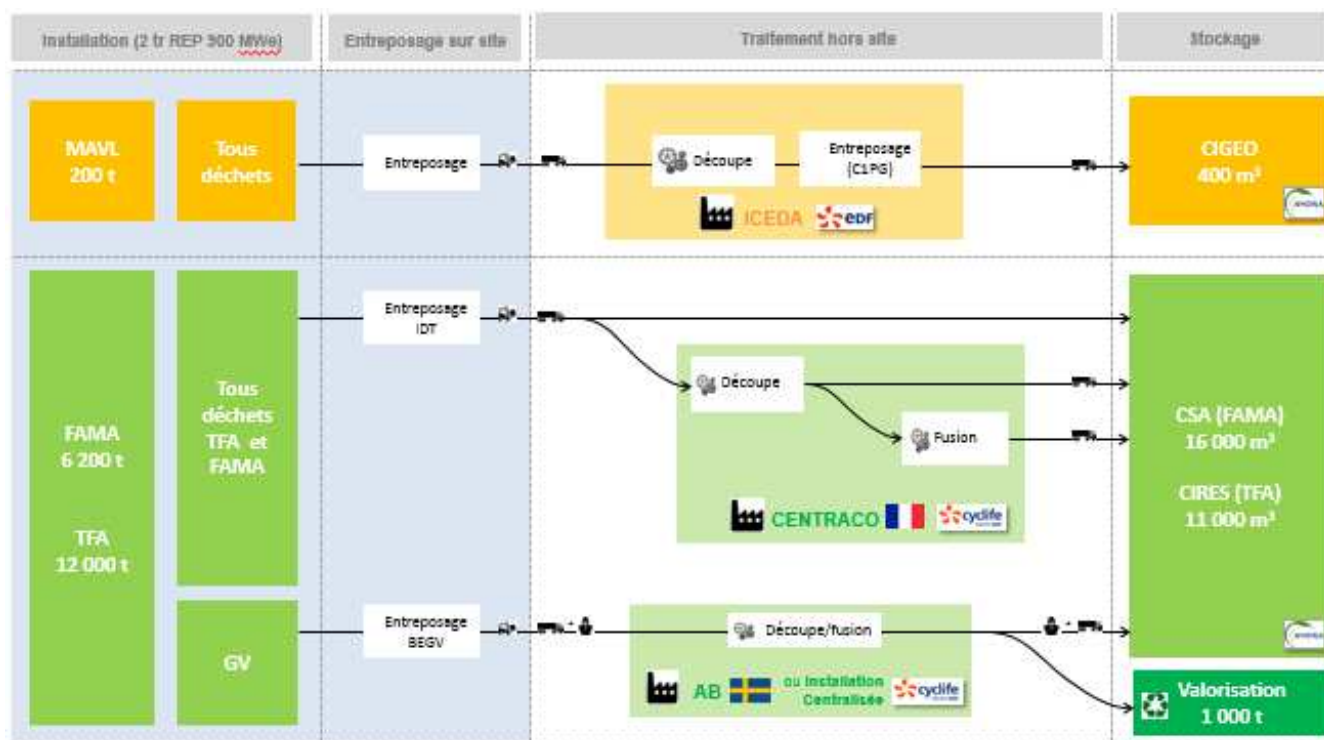 Installation (2 tr REP 900 MWe)
Entreposage sur site
Traitement hors site
Stockage
MAVL
200 t
Tous
déchets
Entreposage
Découpe
Entreposage
(C1PG)
ICEDA
eDF
CIGEO
400 m³
ANDRA
FAMA
6 200 t
TFA
12 000 t
Tous
déchets
TFA et
FAMA
GV
Entreposage
IDT
Découpe
Fusion
CENTRACO
cyclife
CSA (FAMA)
16 000 m³
CIRES (TFA)
11 000 m³
ANDRA
Entreposage
BEGV
+
Découpe/fusion
+
AB
ou Installation
Centralisée
cyclife
Valorisation
1 000 t